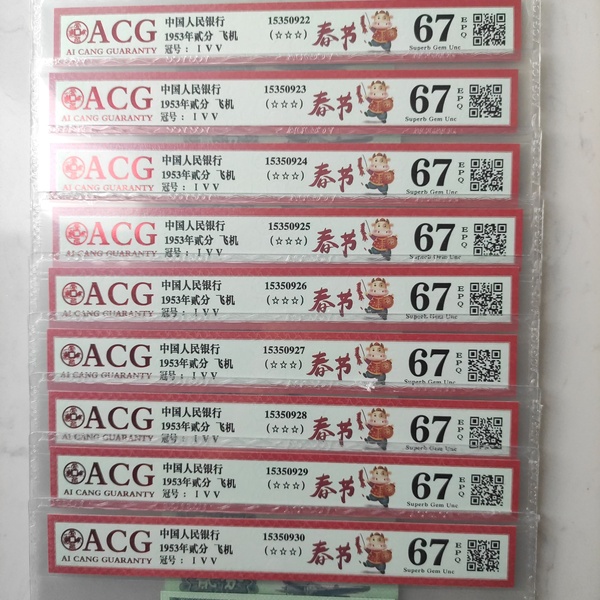 ACG
AI CANG GUARANTY
中国人民银行
1953年贰分 飞机
冠号：ⅠⅤⅤ
15350922
(☆☆☆)
春节
67
EPQ
Superb Gem Unc
ACG
AI CANG GUARANTY
中国人民银行
1953年贰分 飞机
冠号：ⅠⅤⅤ
15350923
(☆☆☆)
春节
67
EPQ
Superb Gem Unc
ACG
AI CANG GUARANTY
中国人民银行
1953年贰分 飞机
冠号：ⅠⅤⅤ
15350924
(☆☆☆)
春节
67
EPQ
Superb Gem Unc
ACG
AI CANG GUARANTY
中国人民银行
1953年贰分 飞机
冠号：ⅠⅤⅤ
15350925
(☆☆☆)
春节
67
EPQ
Superb Gem Unc
ACG
AI CANG GUARANTY
中国人民银行
1953年贰分 飞机
冠号：ⅠⅤⅤ
15350926
(☆☆☆)
春节
67
EPQ
Superb Gem Unc
ACG
AI CANG GUARANTY
中国人民银行
1953年贰分 飞机
冠号：ⅠⅤⅤ
15350927
(☆☆☆)
春节
67
EPQ
Superb Gem Unc
ACG
AI CANG GUARANTY
中国人民银行
1953年贰分 飞机
冠号：ⅠⅤⅤ
15350928
(☆☆☆)
春节
67
EPQ
Superb Gem Unc
ACG
AI CANG GUARANTY
中国人民银行
1953年贰分 飞机
冠号：ⅠⅤⅤ
15350929
(☆☆☆)
春节
67
EPQ
Superb Gem Unc
ACG
AI CANG GUARANTY
中国人民银行
1953年贰分 飞机
冠号：ⅠⅤⅤ
15350930
(☆☆☆)
春节
67
EPQ
Superb Gem Unc